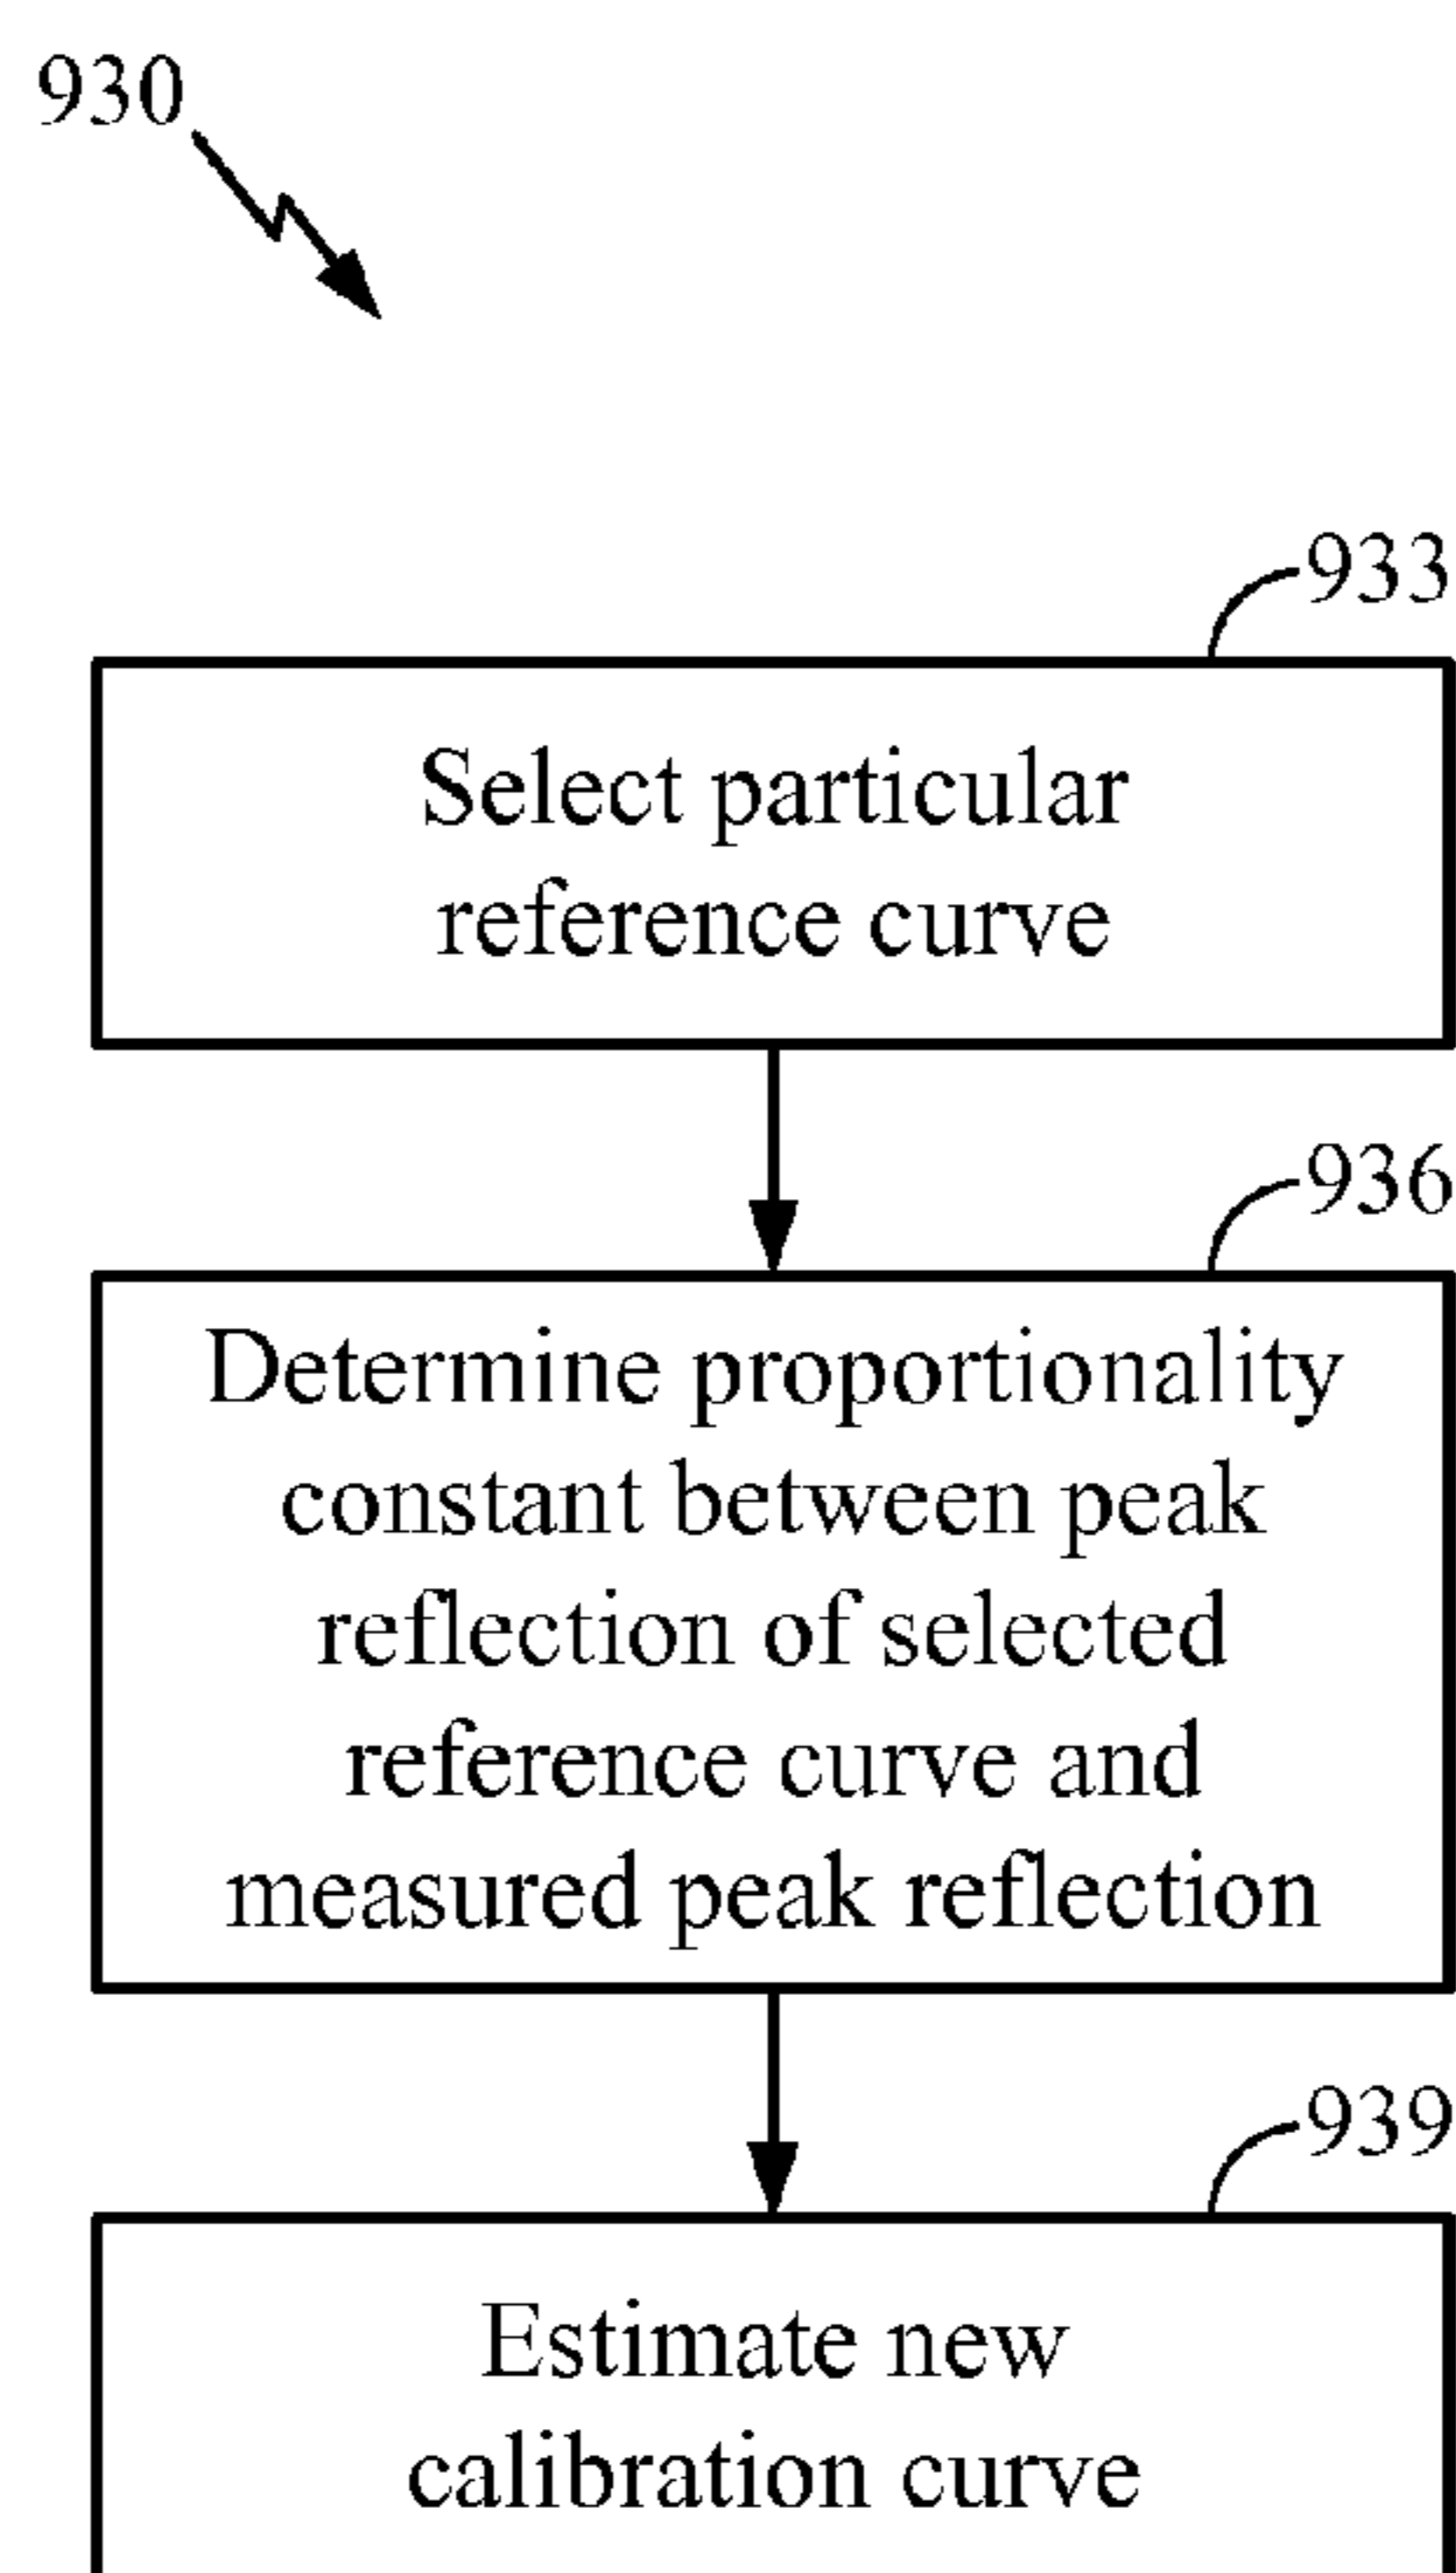 930
933
Select particular
reference curve
936
Determine proportionality
constant between peak
reflection of selected
reference curve and
measured peak reflection
939
Estimate new
calibration curve